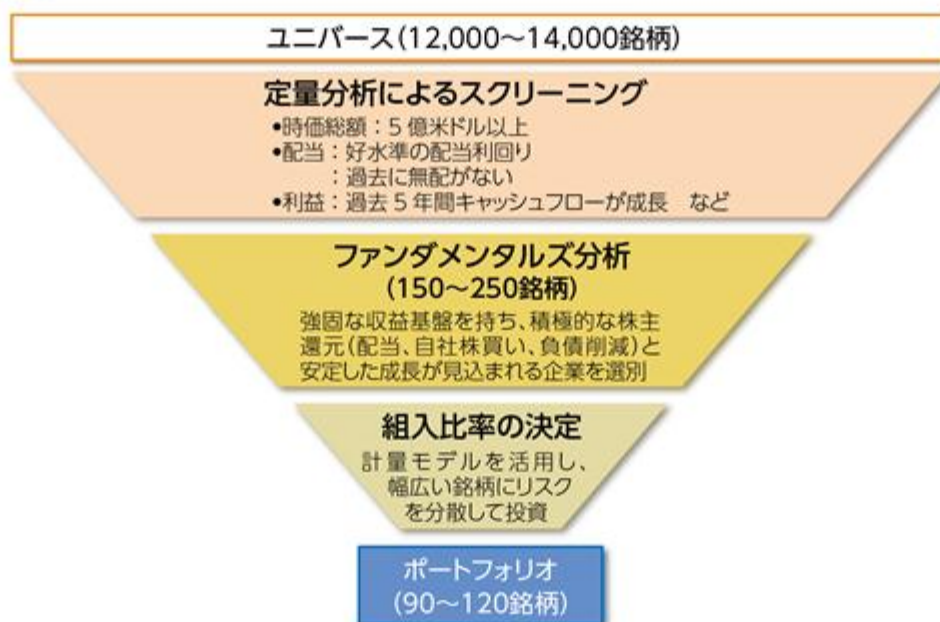 ユニバース(12,000～14,000銘柄)
定量分析によるスクリーニング
•時価総額：5億米ドル以上
•配当：好水準の配当利回り
：過去に無配がない
•利益：過去5年間キャッシュフローが成長　など
ファンダメンタルズ分析
(150～250銘柄)
強固な収益基盤を持ち、積極的な株主
還元(配当、自社株買い、負債削減)と
安定した成長が見込まれる企業を選別
組入比率の決定
計量モデルを活用し、
幅広い銘柄にリスク
を分散して投資
ポートフォリオ
(90～120銘柄)